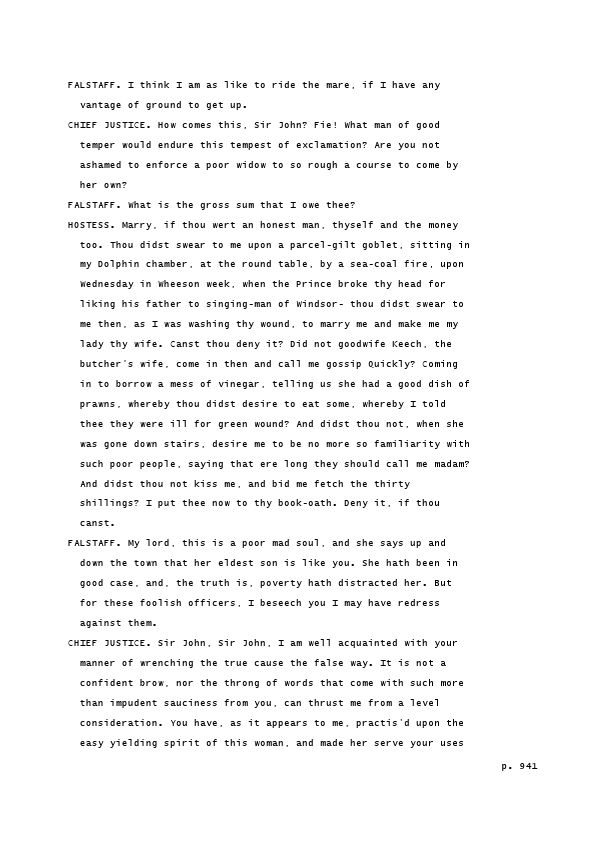 FALSTAFF. I think I am as like to ride the mare, if I have any
vantage of ground to get up.
CHIEF JUSTICE. How comes this, Sir John? Fie! What man of good
temper would endure this tempest of exclamation? Are you not
ashamed to enforce a poor widow to so rough a course to come by
her own?
FALSTAFF. What is the gross sum that I owe thee?
HOSTESS. Marry, if thou wert an honest man, thyself and the money
too. Thou didst swear to me upon a parcel-gilt goblet, sitting in
my Dolphin chamber, at the round table, by a sea-coal fire, upon
Wednesday in Wheeson week, when the Prince broke thy head for
liking his father to singing-man of Windsor- thou didst swear to
me then, as I was washing thy wound, to marry me and make me my
lady thy wife. Canst thou deny it? Did not goodwife Keech, the
butcher's wife, come in then and call me gossip Quickly? Coming
in to borrow a mess of vinegar, telling us she had a good dish of
prawns, whereby thou didst desire to eat some, whereby I told
thee they were ill for green wound? And didst thou not, when she
was gone down stairs, desire me to be no more so familiarity with
such poor people, saying that ere long they should call me madam?
And didst thou not kiss me, and bid me fetch the thirty
shillings? I put thee now to thy book-oath. Deny it, if thou
canst.
FALSTAFF. My lord, this is a poor mad soul, and she says up and
down the town that her eldest son is like you. She hath been in
good case, and, the truth is, poverty hath distracted her. But
for these foolish officers, I beseech you I may have redress
against them.
CHIEF JUSTICE. Sir John, Sir John, I am well acquainted with your
manner of wrenching the true cause the false way. It is not a
confident brow, nor the throng of words that come with such more
than impudent sauciness from you, can thrust me from a level
consideration. You have, as it appears to me, practis'd upon the
easy yielding spirit of this woman, and made her serve your uses
p. 941